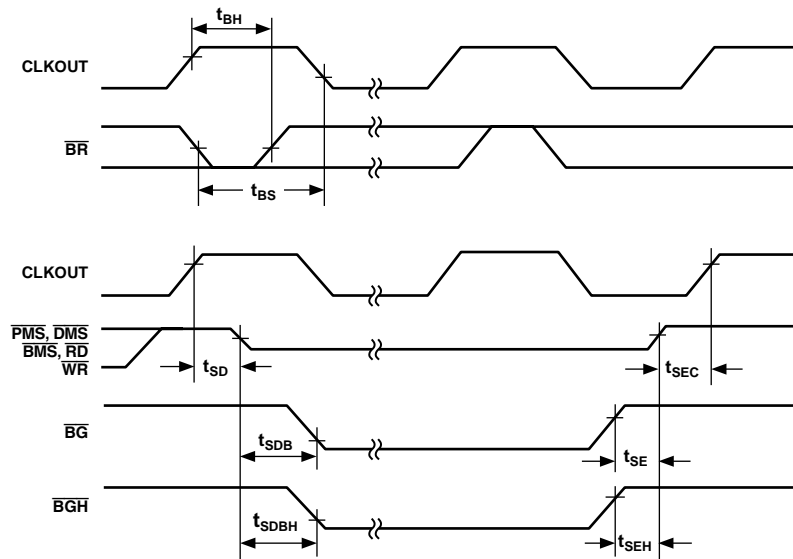 tBH
CLKOUT
BR
tBS
CLKOUT
PMS, DMS
BMS, RD
WR
tSD
tSEC
BG
tSDB
tSE
BGH
tSDBH
tSEH